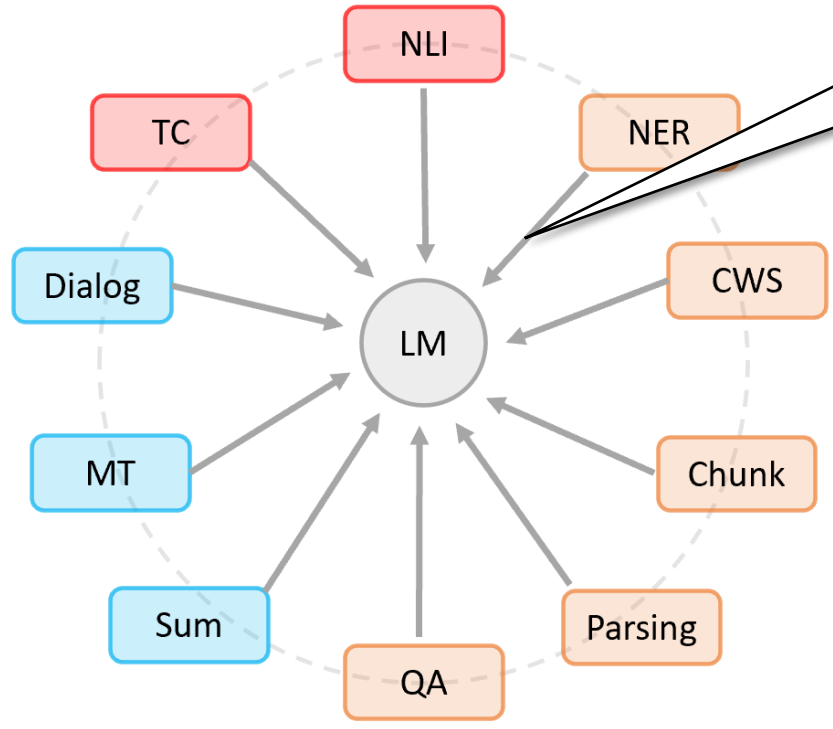 NLI
TC
NER
Dialog
CWS
LM
MT
Chunk
Sum
Parsing
QA